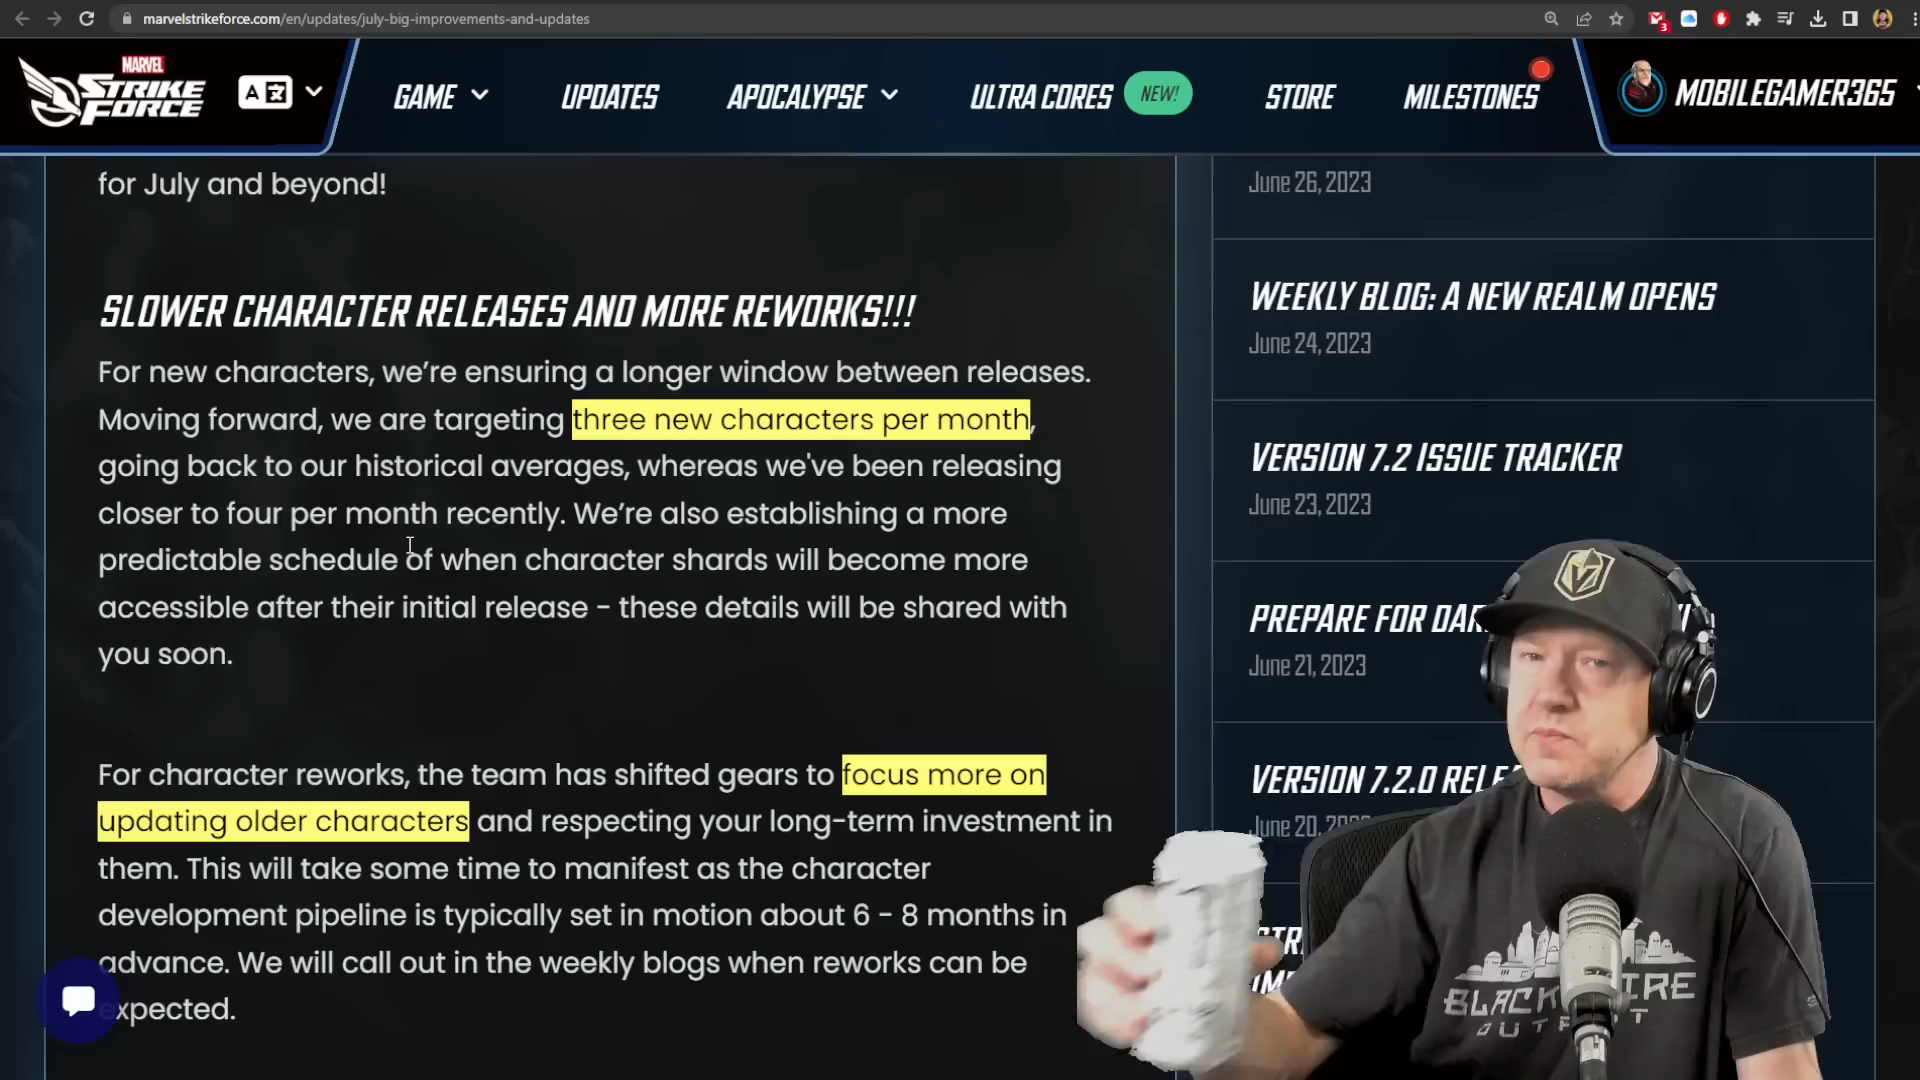 marvelstrikeforce.com/en/updates/july-big-improvements-and-updates
3
MARVEL
STRIKE
FORCE
A
GAME
UPDATES
APOCALYPSE
ULTRA CORES
NEW!
STORE
MILESTONES
MOBILEGAMER365
for July and beyond!
SLOWER CHARACTER RELEASES AND MORE REWORKS!!!
For new characters, we’re ensuring a longer window between releases.
Moving forward, we are targeting three new characters per month,
going back to our historical averages, whereas we've been releasing
closer to four per month recently. We’re also establishing a more
predictable schedule of when character shards will become more
accessible after their initial release - these details will be shared with
you soon.
For character reworks, the team has shifted gears to focus more on
updating older characters and respecting your long-term investment in
them. This will take some time to manifest as the character
development pipeline is typically set in motion about 6 - 8 months in
advance. We will call out in the weekly blogs when reworks can be
expected.
June 26, 2023
WEEKLY BLOG: A NEW REALM OPENS
June 24, 2023
VERSION 7.2 ISSUE TRACKER
June 23, 2023
PREPARE FOR
June 21, 2023
VERSION 7.2.0
June 20,